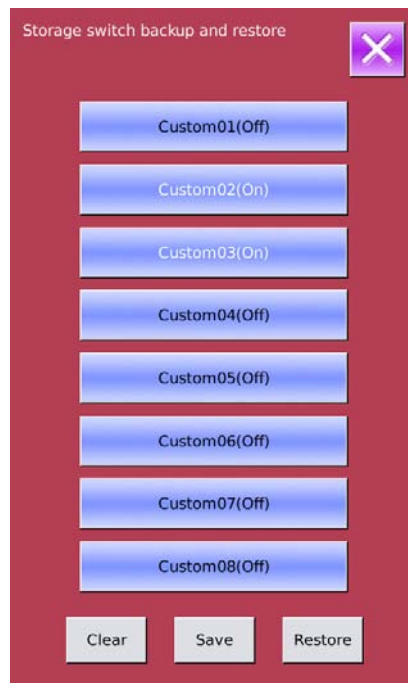 Storage switch backup and restore
Custom01(Off)
Custom02(On)
Custom03(On)
Custom04(Off)
Custom05(Off)
Custom06(Off)
Custom07(Off)
Custom08(Off)
Clear Save Restore